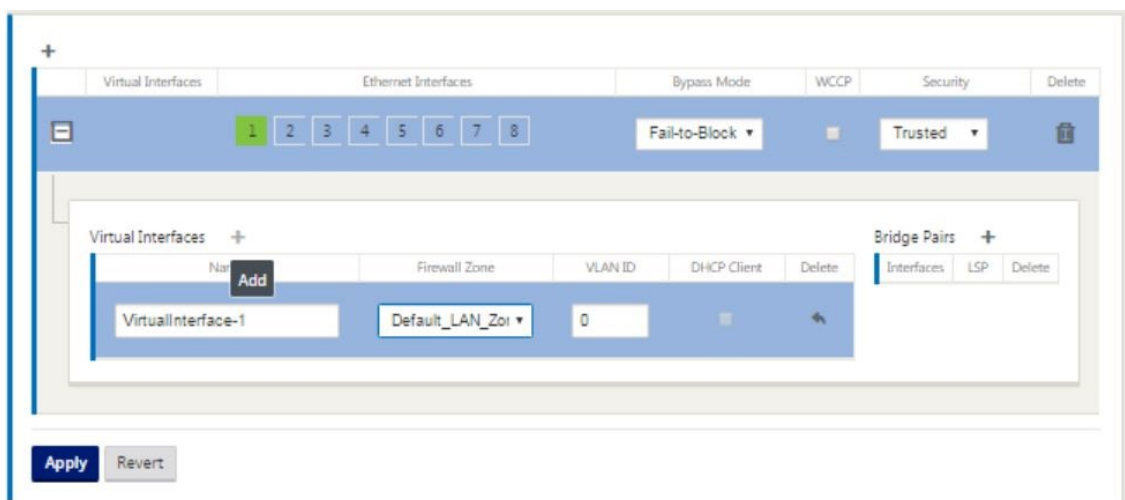 +
Virtual Interfaces Ethernet Interfaces Bypass Mode WCCP Security Delete
1 2 3 4 5 6 7 8 Fail-to-Block Trusted
Virtual Interfaces + Bridge Pairs +
Firewall Zone VLAN ID DHCP Client Delete Interfaces LSP Delete
Add
VirtualInterface-1 Default_LAN_Zo 0
Apply Revert